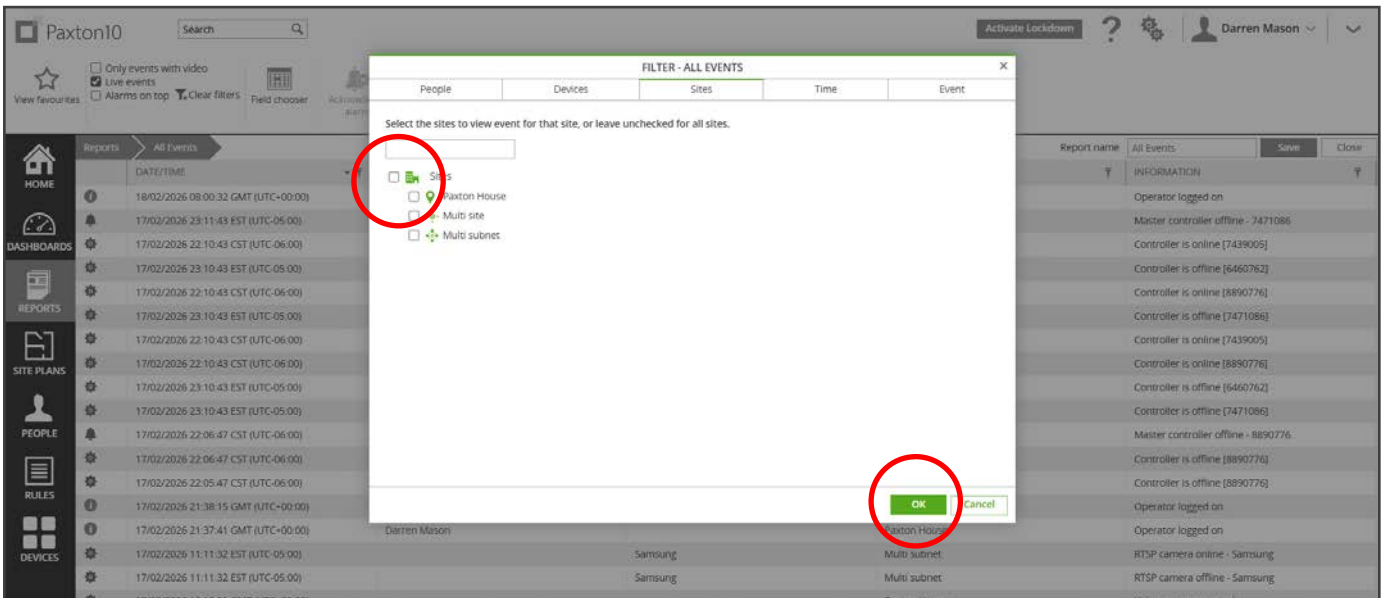 Paxton10
Search
Activate Lockdown
?
Darren Mason
View favourites
Only events with video
Live events
Alarms on top
Clear filters
Field chooser
FILTER - ALL EVENTS
People Devices Sites Time Event
Select the sites to view event for that site, or leave unchecked for all sites.
Sites
Paxton House
Multi site
Multi subnet
OK Cancel
HOME
DASHBOARDS
REPORTS
SITE PLANS
PEOPLE
RULES
DEVICES
Reports All Events Report name All Events Save Close
DATE/TIME INFORMATION
18/02/2026 08:00:32 GMT (UTC+00:00) Operator logged on
17/02/2026 23:11:43 EST (UTC-05:00) Master controller offline - 7471086
17/02/2026 22:10:43 CST (UTC-06:00) Controller is online [7439005]
17/02/2026 23:10:43 EST (UTC-05:00) Controller is offline [6460762]
17/02/2026 22:10:43 CST (UTC-06:00) Controller is online [8890776]
17/02/2026 23:10:43 EST (UTC-05:00) Controller is offline [7471086]
17/02/2026 22:10:43 CST (UTC-06:00) Controller is online [7439005]
17/02/2026 22:10:43 CST (UTC-06:00) Controller is online [8890776]
17/02/2026 23:10:43 EST (UTC-05:00) Controller is offline [6460762]
17/02/2026 23:10:43 EST (UTC-05:00) Controller is offline [7471086]
17/02/2026 22:06:47 CST (UTC-06:00) Master controller offline - 8890776
17/02/2026 22:06:47 CST (UTC-06:00) Controller is offline [8890776]
17/02/2026 22:05:47 CST (UTC-06:00) Controller is offline [8890776]
17/02/2026 21:38:15 GMT (UTC+00:00) Operator logged on
17/02/2026 21:37:41 GMT (UTC+00:00) Darren Mason Paxton House Operator logged on
17/02/2026 11:11:32 EST (UTC-05:00) Samsung Multi subnet RTSP camera online - Samsung
17/02/2026 11:11:32 EST (UTC-05:00) Samsung Multi subnet RTSP camera offline - Samsung